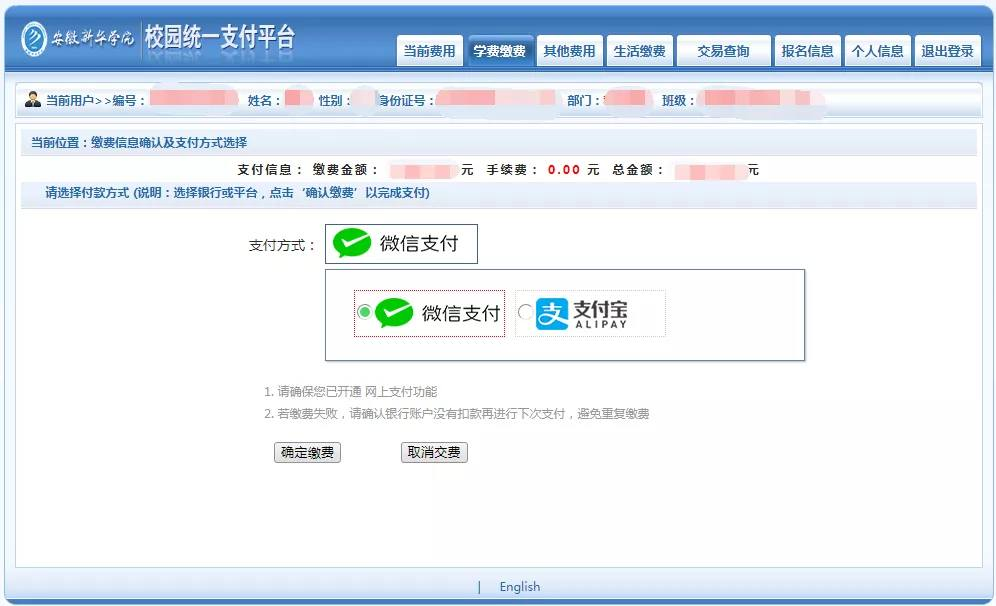 安徽新华学院 校园统一支付平台
当前费用 学费缴费 其他费用 生活缴费 交易查询 报名信息 个人信息 退出登录
当前用户>>编号： 姓名： 性别： 身份证号： 部门： 班级：
当前位置：缴费信息确认及支付方式选择
支付信息： 缴费金额： 元 手续费： 0.00 元 总金额： 元
请选择付款方式 (说明：选择银行或平台，点击‘确认缴费’以完成支付)
支付方式： 微信支付
微信支付 支付宝
ALIPAY
1. 请确保您已开通 网上支付功能
2. 若缴费失败，请确认银行账户没有扣款再进行下次支付，避免重复缴费
确定缴费 取消交费
| English